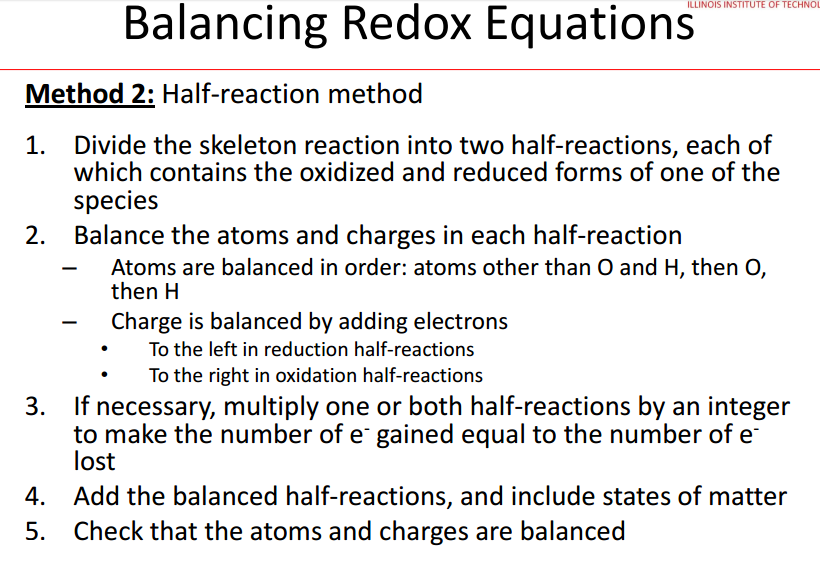 ILLINOIS INSTITUTE OF TECHNOL
Balancing Redox Equations
Method 2: Half-reaction method
1. Divide the skeleton reaction into two half-reactions, each of
which contains the oxidized and reduced forms of one of the
species
2. Balance the atoms and charges in each half-reaction
– Atoms are balanced in order: atoms other than O and H, then O,
then H
– Charge is balanced by adding electrons
• To the left in reduction half-reactions
• To the right in oxidation half-reactions
3. If necessary, multiply one or both half-reactions by an integer
to make the number of e⁻ gained equal to the number of e⁻
lost
4. Add the balanced half-reactions, and include states of matter
5. Check that the atoms and charges are balanced